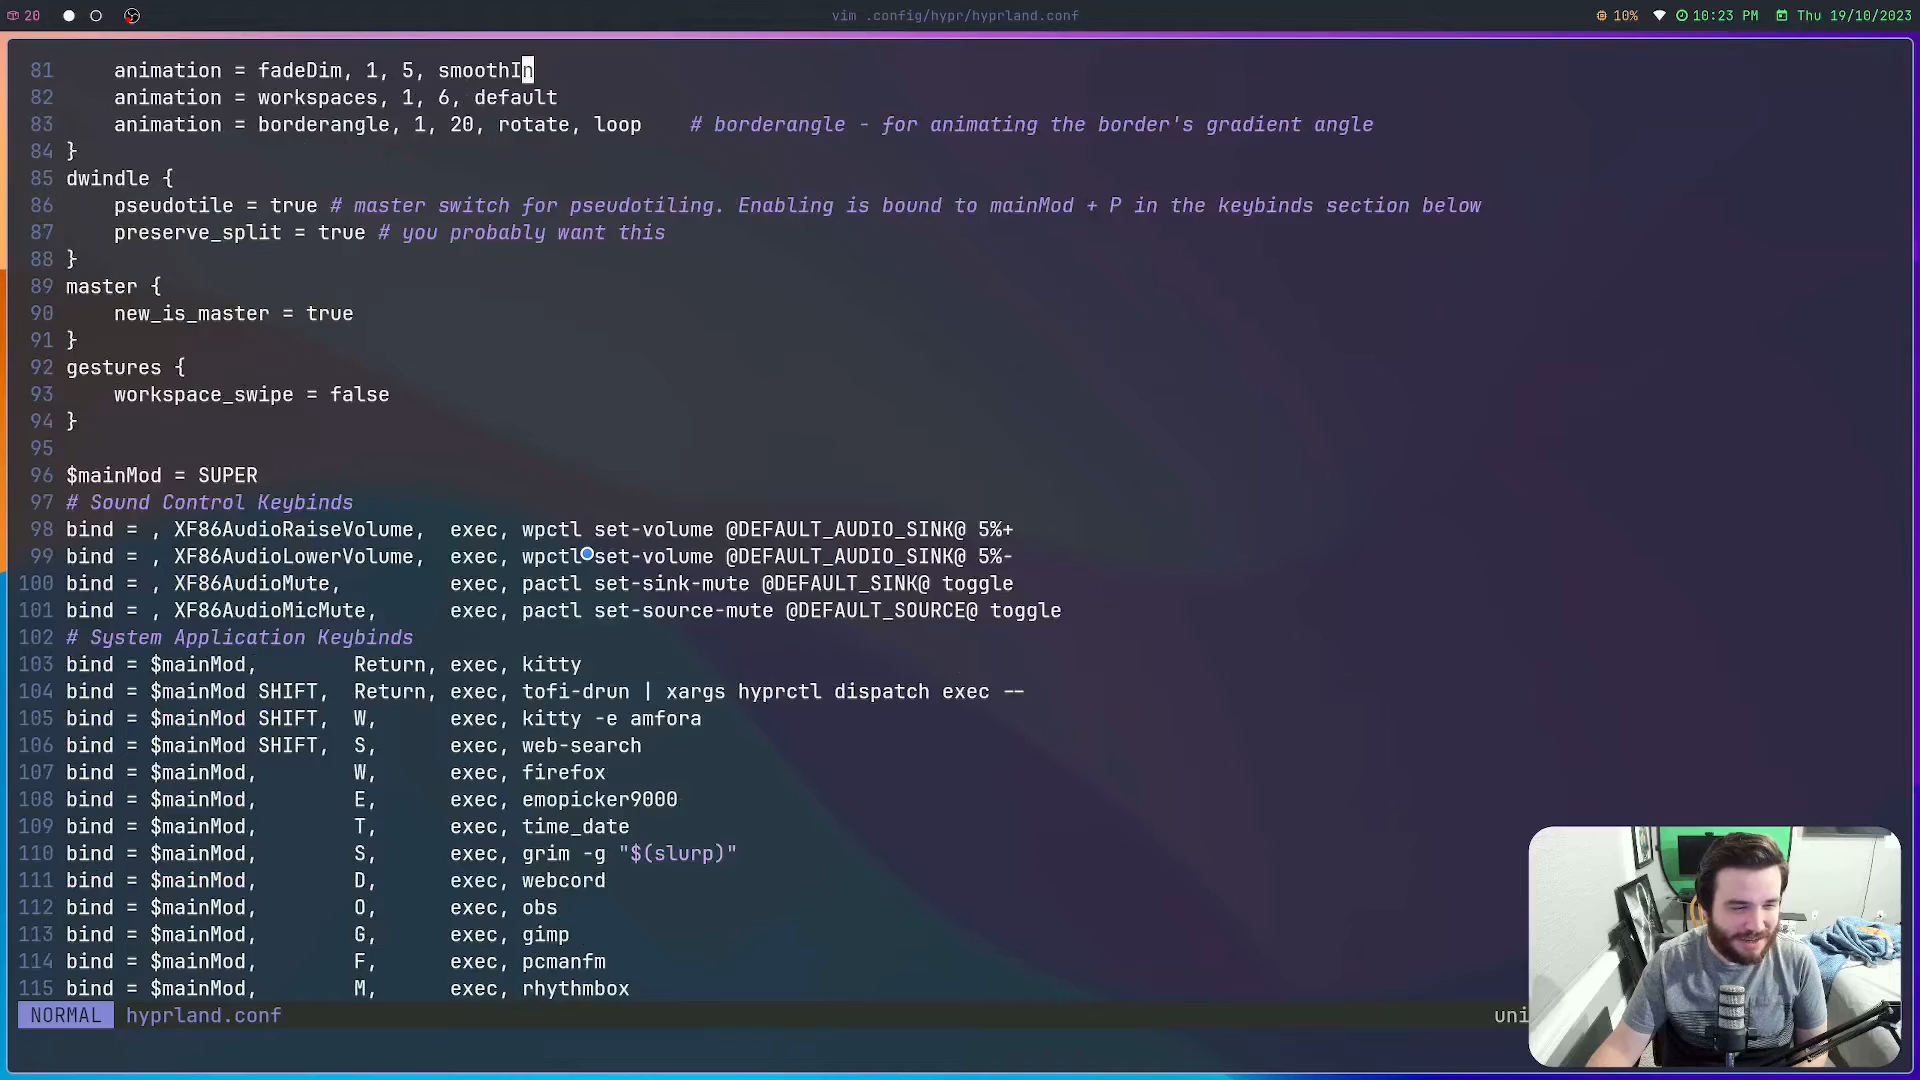 20
vim .config/hypr/hyprland.conf
10% 10:23 PM Thu 19/10/2023
81 animation = fadeDim, 1, 5, smoothIn
82 animation = workspaces, 1, 6, default
83 animation = borderangle, 1, 20, rotate, loop # borderangle - for animating the border's gradient angle
84 }
85 dwindle {
86 pseudotile = true # master switch for pseudotiling. Enabling is bound to mainMod + P in the keybinds section below
87 preserve_split = true # you probably want this
88 }
89 master {
90 new_is_master = true
91 }
92 gestures {
93 workspace_swipe = false
94 }
95
96 $mainMod = SUPER
97 # Sound Control Keybinds
98 bind = , XF86AudioRaiseVolume, exec, wpctl set-volume @DEFAULT_AUDIO_SINK@ 5%+
99 bind = , XF86AudioLowerVolume, exec, wpctl set-volume @DEFAULT_AUDIO_SINK@ 5%-
100 bind = , XF86AudioMute, exec, pactl set-sink-mute @DEFAULT_SINK@ toggle
101 bind = , XF86AudioMicMute, exec, pactl set-source-mute @DEFAULT_SOURCE@ toggle
102 # System Application Keybinds
103 bind = $mainMod, Return, exec, kitty
104 bind = $mainMod SHIFT, Return, exec, tofi-drun | xargs hyprctl dispatch exec --
105 bind = $mainMod SHIFT, W, exec, kitty -e amfora
106 bind = $mainMod SHIFT, S, exec, web-search
107 bind = $mainMod, W, exec, firefox
108 bind = $mainMod, E, exec, emopicker9000
109 bind = $mainMod, T, exec, time_date
110 bind = $mainMod, S, exec, grim -g "$(slurp)"
111 bind = $mainMod, D, exec, webcord
112 bind = $mainMod, O, exec, obs
113 bind = $mainMod, G, exec, gimp
114 bind = $mainMod, F, exec, pcmanfm
115 bind = $mainMod, M, exec, rhythmbox
NORMAL hyprland.conf uni